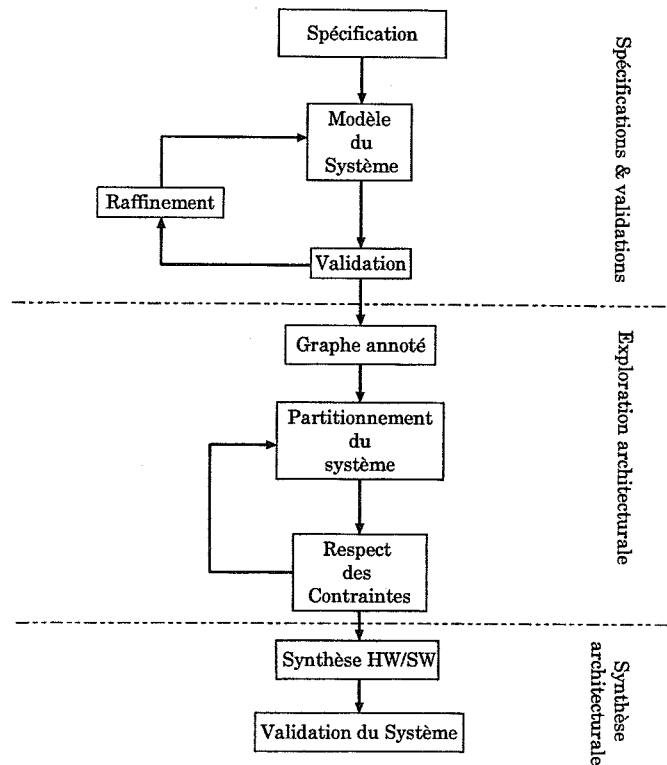 Spécification
Modèle
du
Système
Raffinement
Validation
Spécifications & validations
Graphe annoté
Partitionnement
du
système
Respect
des
Contraintes
Exploration architecturale
Synthèse HW/SW
Validation du Système
Synthèse
architecturale